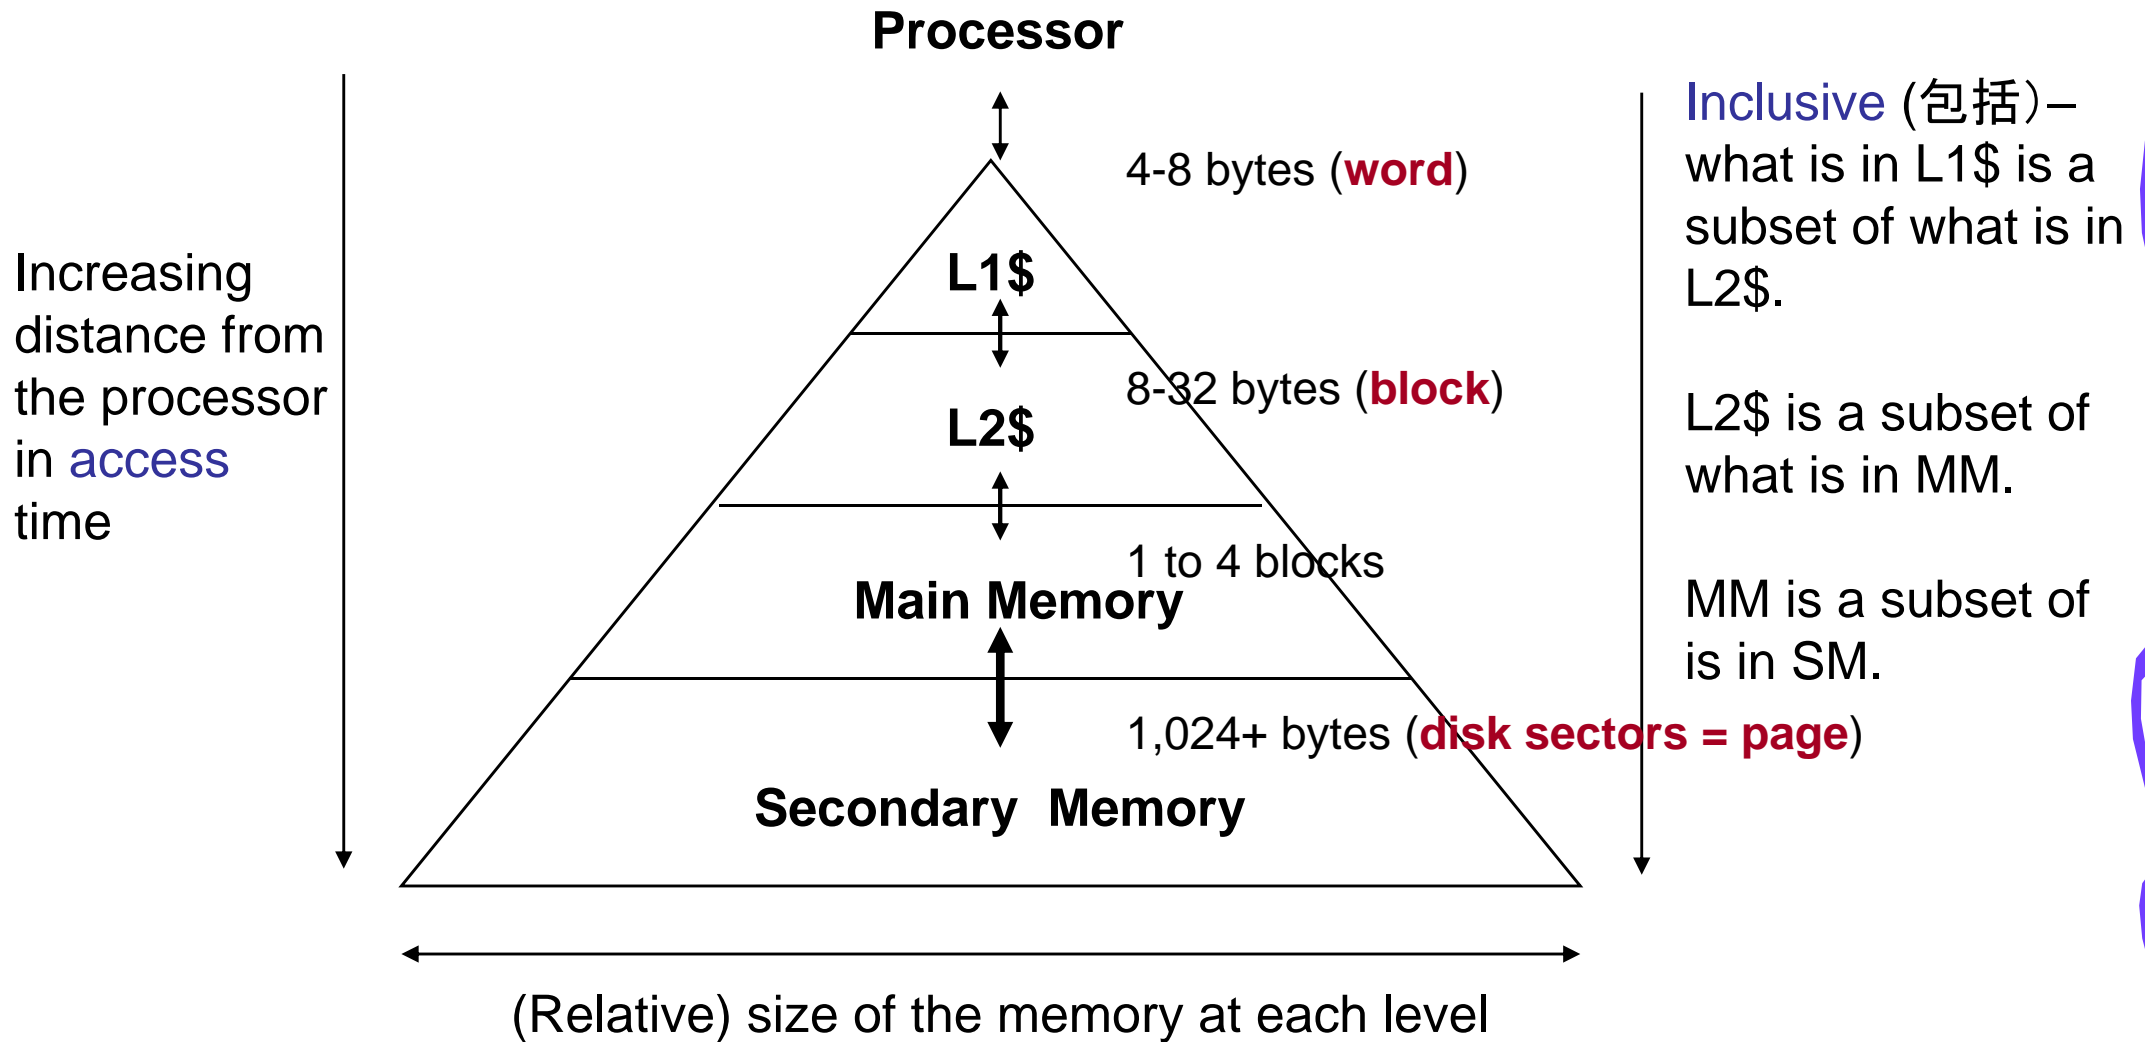 Processor
Increasing
distance from
the processor
in access
time
4-8 bytes (word)
L1$
8-32 bytes (block)
L2$
1 to 4 blocks
Main Memory
1,024+ bytes (disk sectors = page)
Secondary Memory
(Relative) size of the memory at each level
Inclusive (包括）–
what is in L1$ is a
subset of what is in
L2$.
L2$ is a subset of
what is in MM.
MM is a subset of
is in SM.